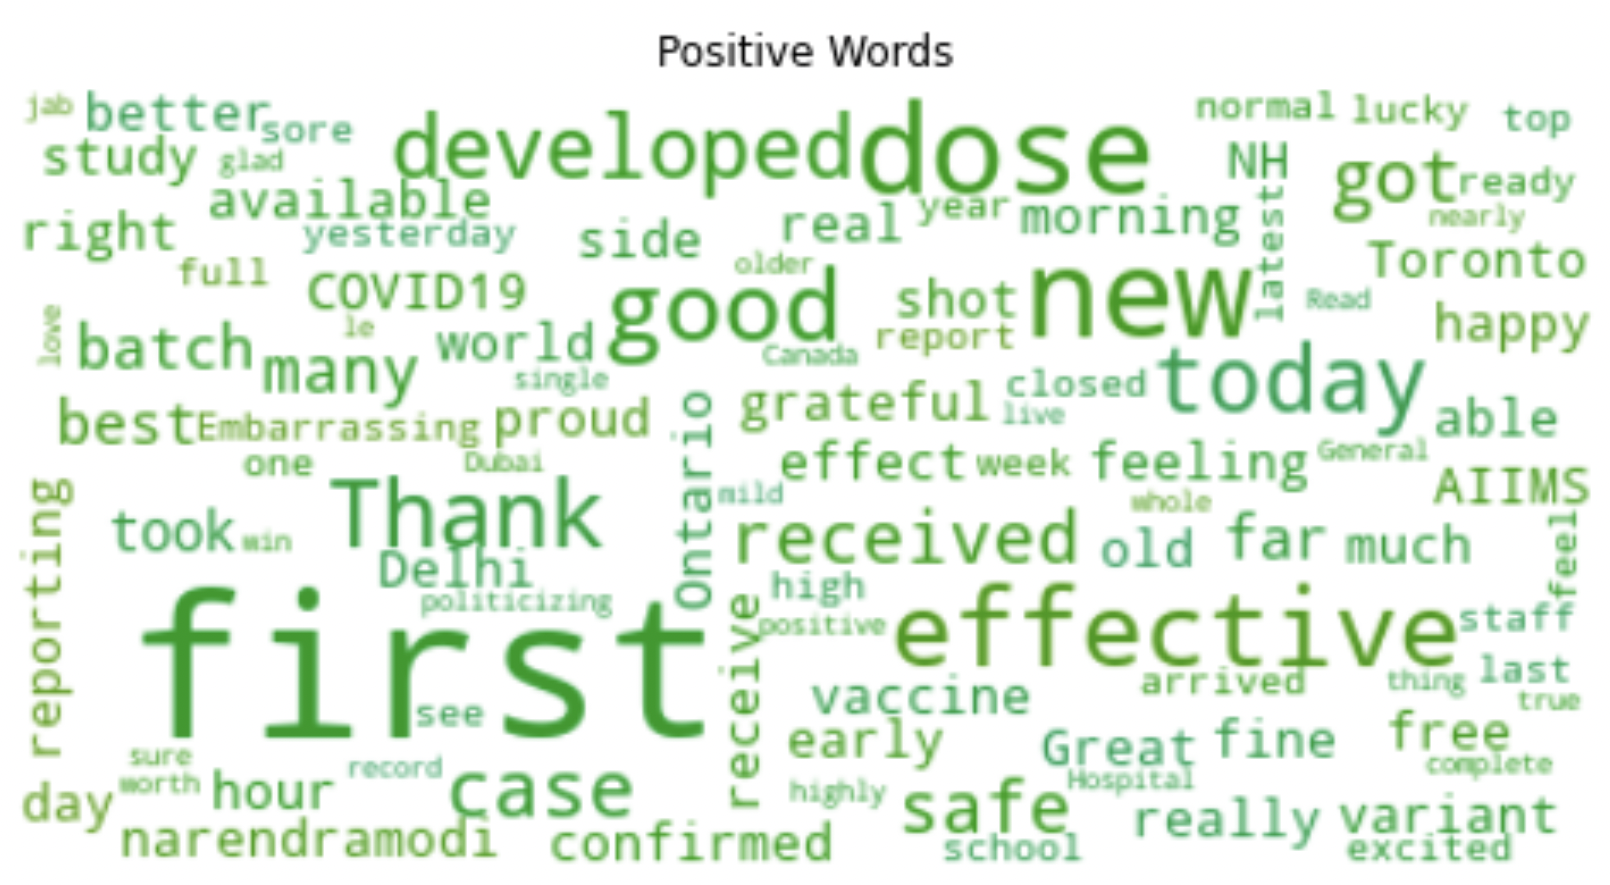 Positive Words
jab better sore developed dose normal lucky top
study glad NH got ready
available year morning latest nearly
right yesterday side real Toronto
full COVID19 older good shot new Read happy
love le world report
batch many single Canada closed today
best Embarrassing proud Ontario grateful live able
one Dubai effect week feeling General AIIMS
reporting Thank mild whole
took win received old far much feel
Delhi high
politicizing positive effective staff
first receive arrived thing last
see vaccine true
sure early Great fine free
worth record Hospital complete
day hour case highly safe really variant
narendramodi confirmed school excited